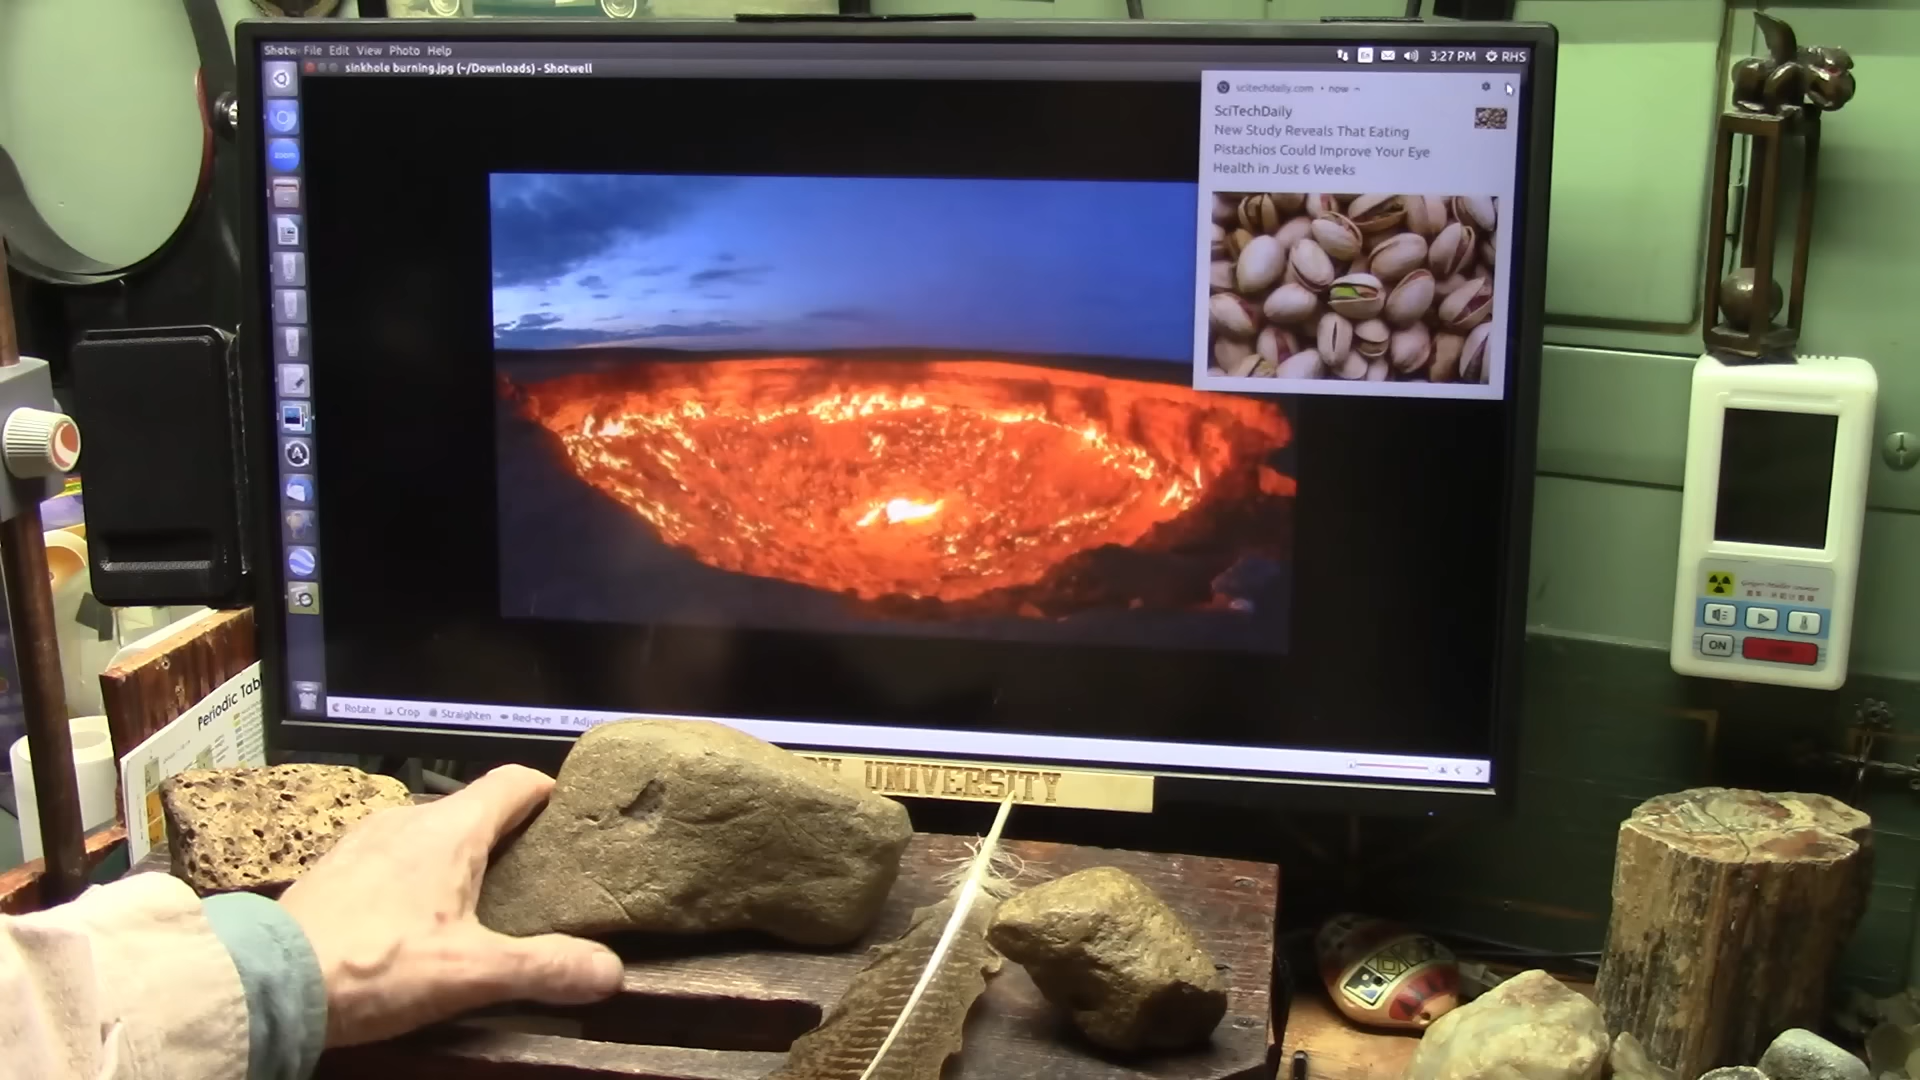 Shotw File Edit View Photo Help
3:27 PM RHS
sinkhole burning.jpg (~/Downloads) - Shotwell
scitechdaily.com • now
SciTechDaily
New Study Reveals That Eating
Pistachios Could Improve Your Eye
Health in Just 6 Weeks
zoom
Periodic Tab
Rotate Crop Straighten Red-eye Adjus
UNIVERSITY
ON